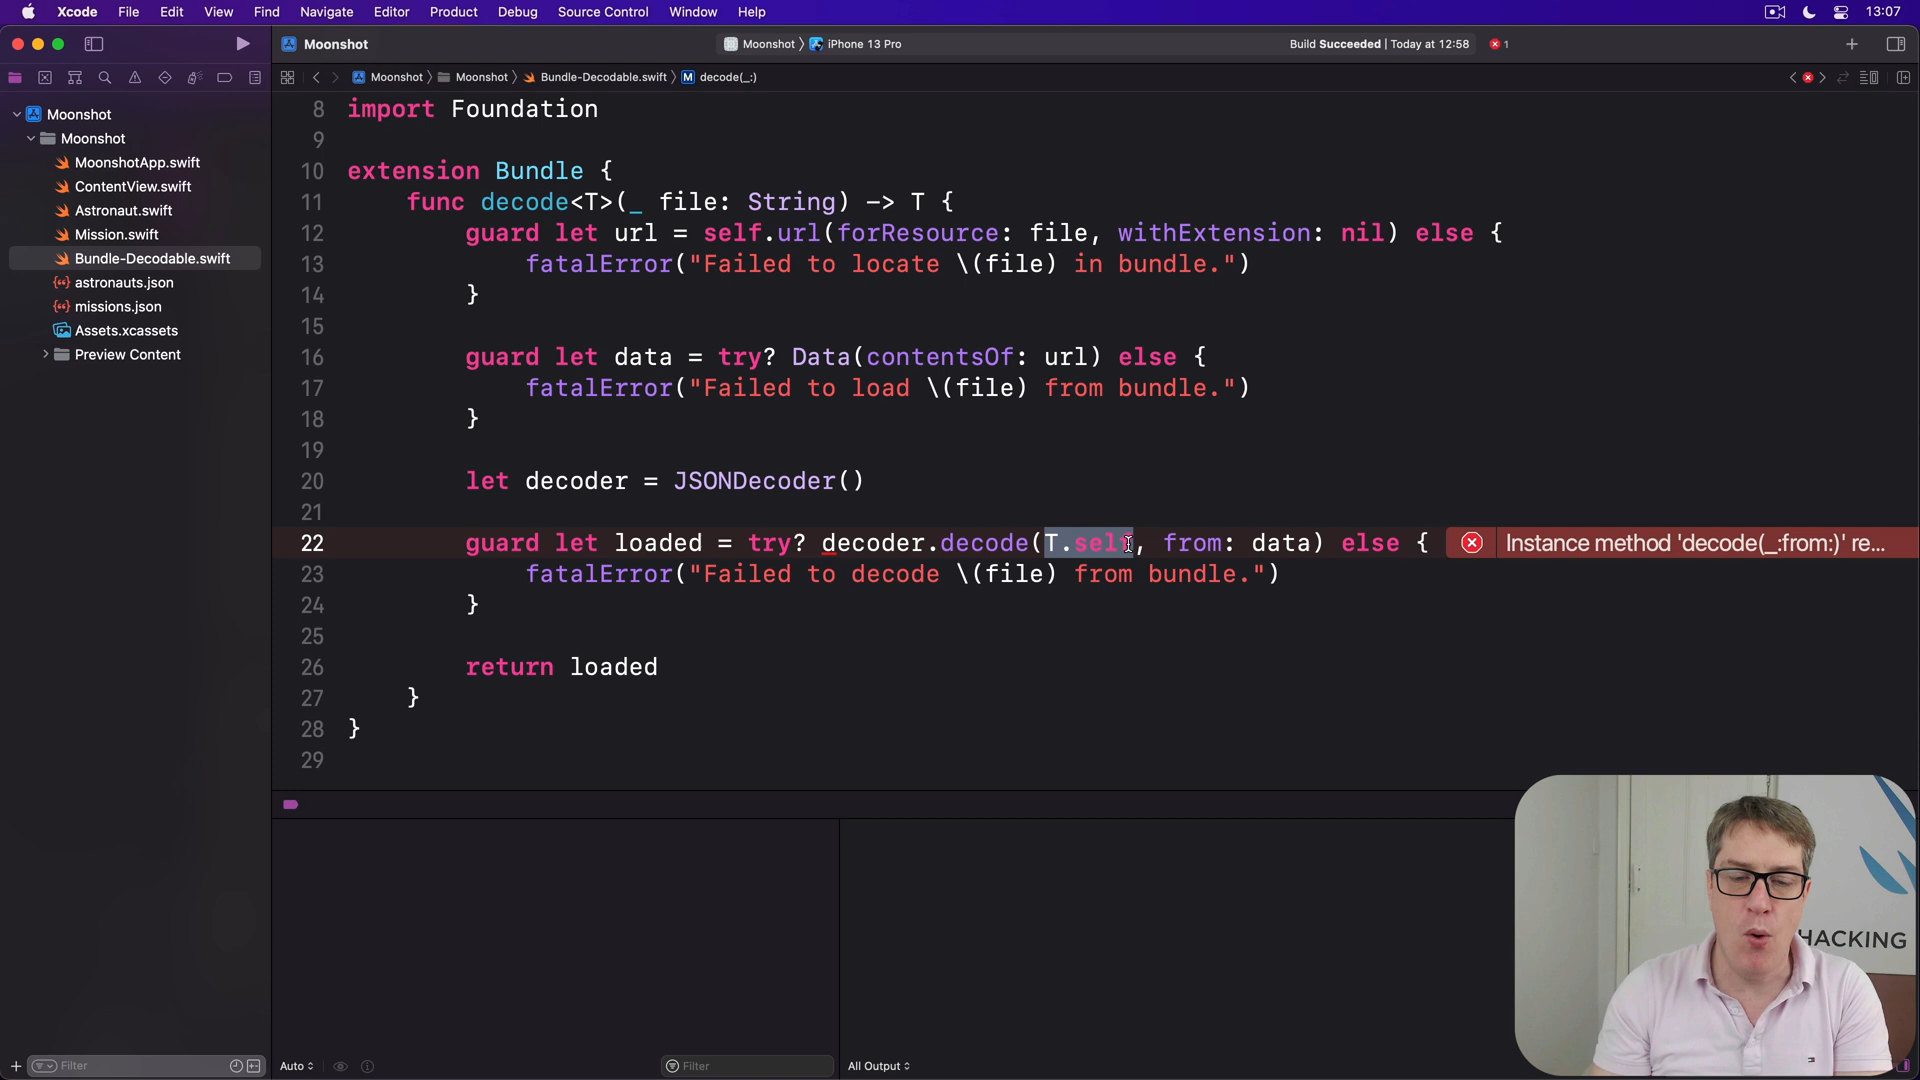 Xcode File Edit View Find Navigate Editor Product Debug Source Control Window Help 13:07
Moonshot Moonshot iPhone 13 Pro Build Succeeded | Today at 12:58 1
Moonshot Moonshot Bundle-Decodable.swift M decode(_:)
Moonshot
Moonshot
MoonshotApp.swift
ContentView.swift
Astronaut.swift
Mission.swift
Bundle-Decodable.swift
astronauts.json
missions.json
Assets.xcassets
Preview Content
8 import Foundation
9
10 extension Bundle {
11 func decode<T>(_ file: String) -> T {
12 guard let url = self.url(forResource: file, withExtension: nil) else {
13 fatalError("Failed to locate \(file) in bundle.")
14 }
15
16 guard let data = try? Data(contentsOf: url) else {
17 fatalError("Failed to load \(file) from bundle.")
18 }
19
20 let decoder = JSONDecoder()
21
22 guard let loaded = try? decoder.decode(T.self, from: data) else { Instance method 'decode(_:from:)' re...
23 fatalError("Failed to decode \(file) from bundle.")
24 }
25
26 return loaded
27 }
28 }
29
HACKING
Filter Auto Filter All Output